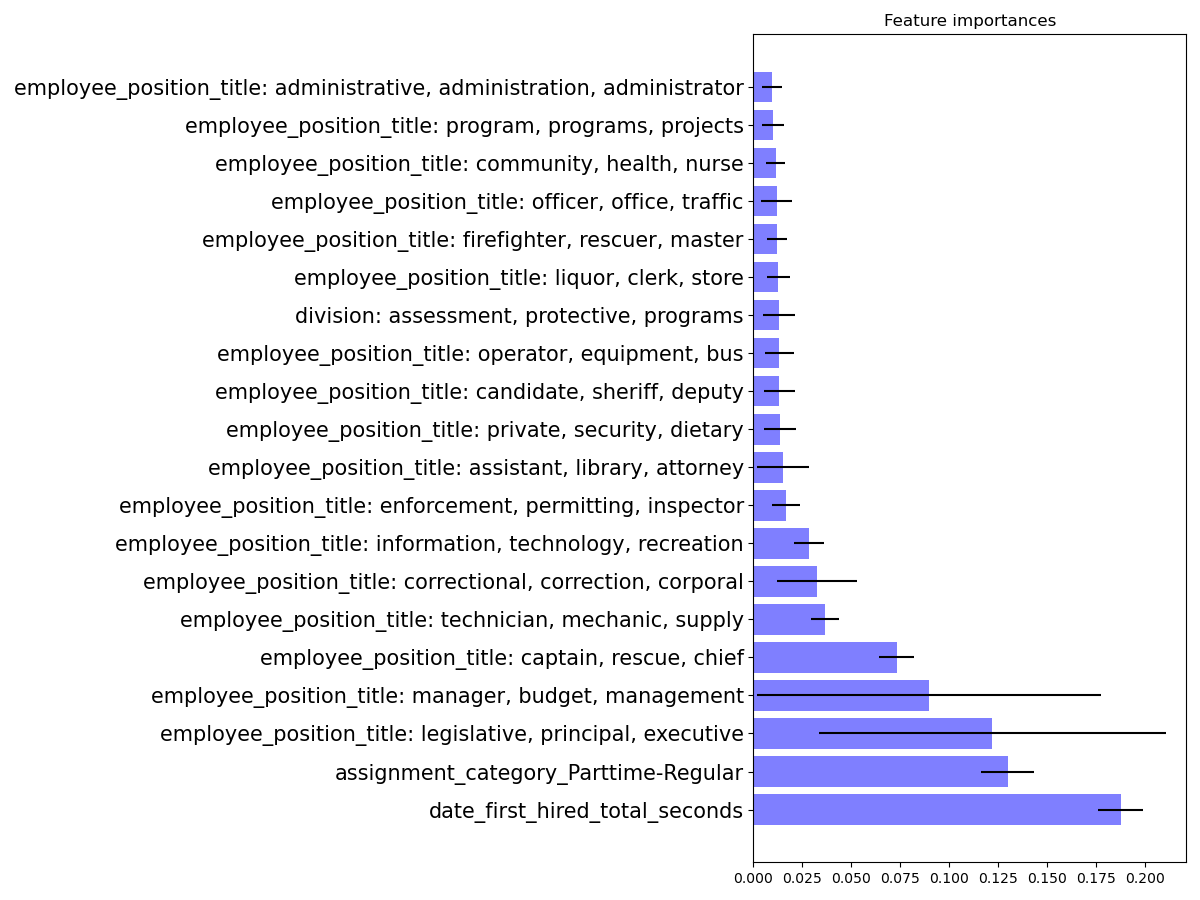 Feature importances
employee_position_title: administrative, administration, administrator
employee_position_title: program, programs, projects
employee_position_title: community, health, nurse
employee_position_title: officer, office, traffic
employee_position_title: firefighter, rescuer, master
employee_position_title: liquor, clerk, store
division: assessment, protective, programs
employee_position_title: operator, equipment, bus
employee_position_title: candidate, sheriff, deputy
employee_position_title: private, security, dietary
employee_position_title: assistant, library, attorney
employee_position_title: enforcement, permitting, inspector
employee_position_title: information, technology, recreation
employee_position_title: correctional, correction, corporal
employee_position_title: technician, mechanic, supply
employee_position_title: captain, rescue, chief
employee_position_title: manager, budget, management
employee_position_title: legislative, principal, executive
assignment_category_Parttime-Regular
date_first_hired_total_seconds
0.000 0.025 0.050 0.075 0.100 0.125 0.150 0.175 0.200